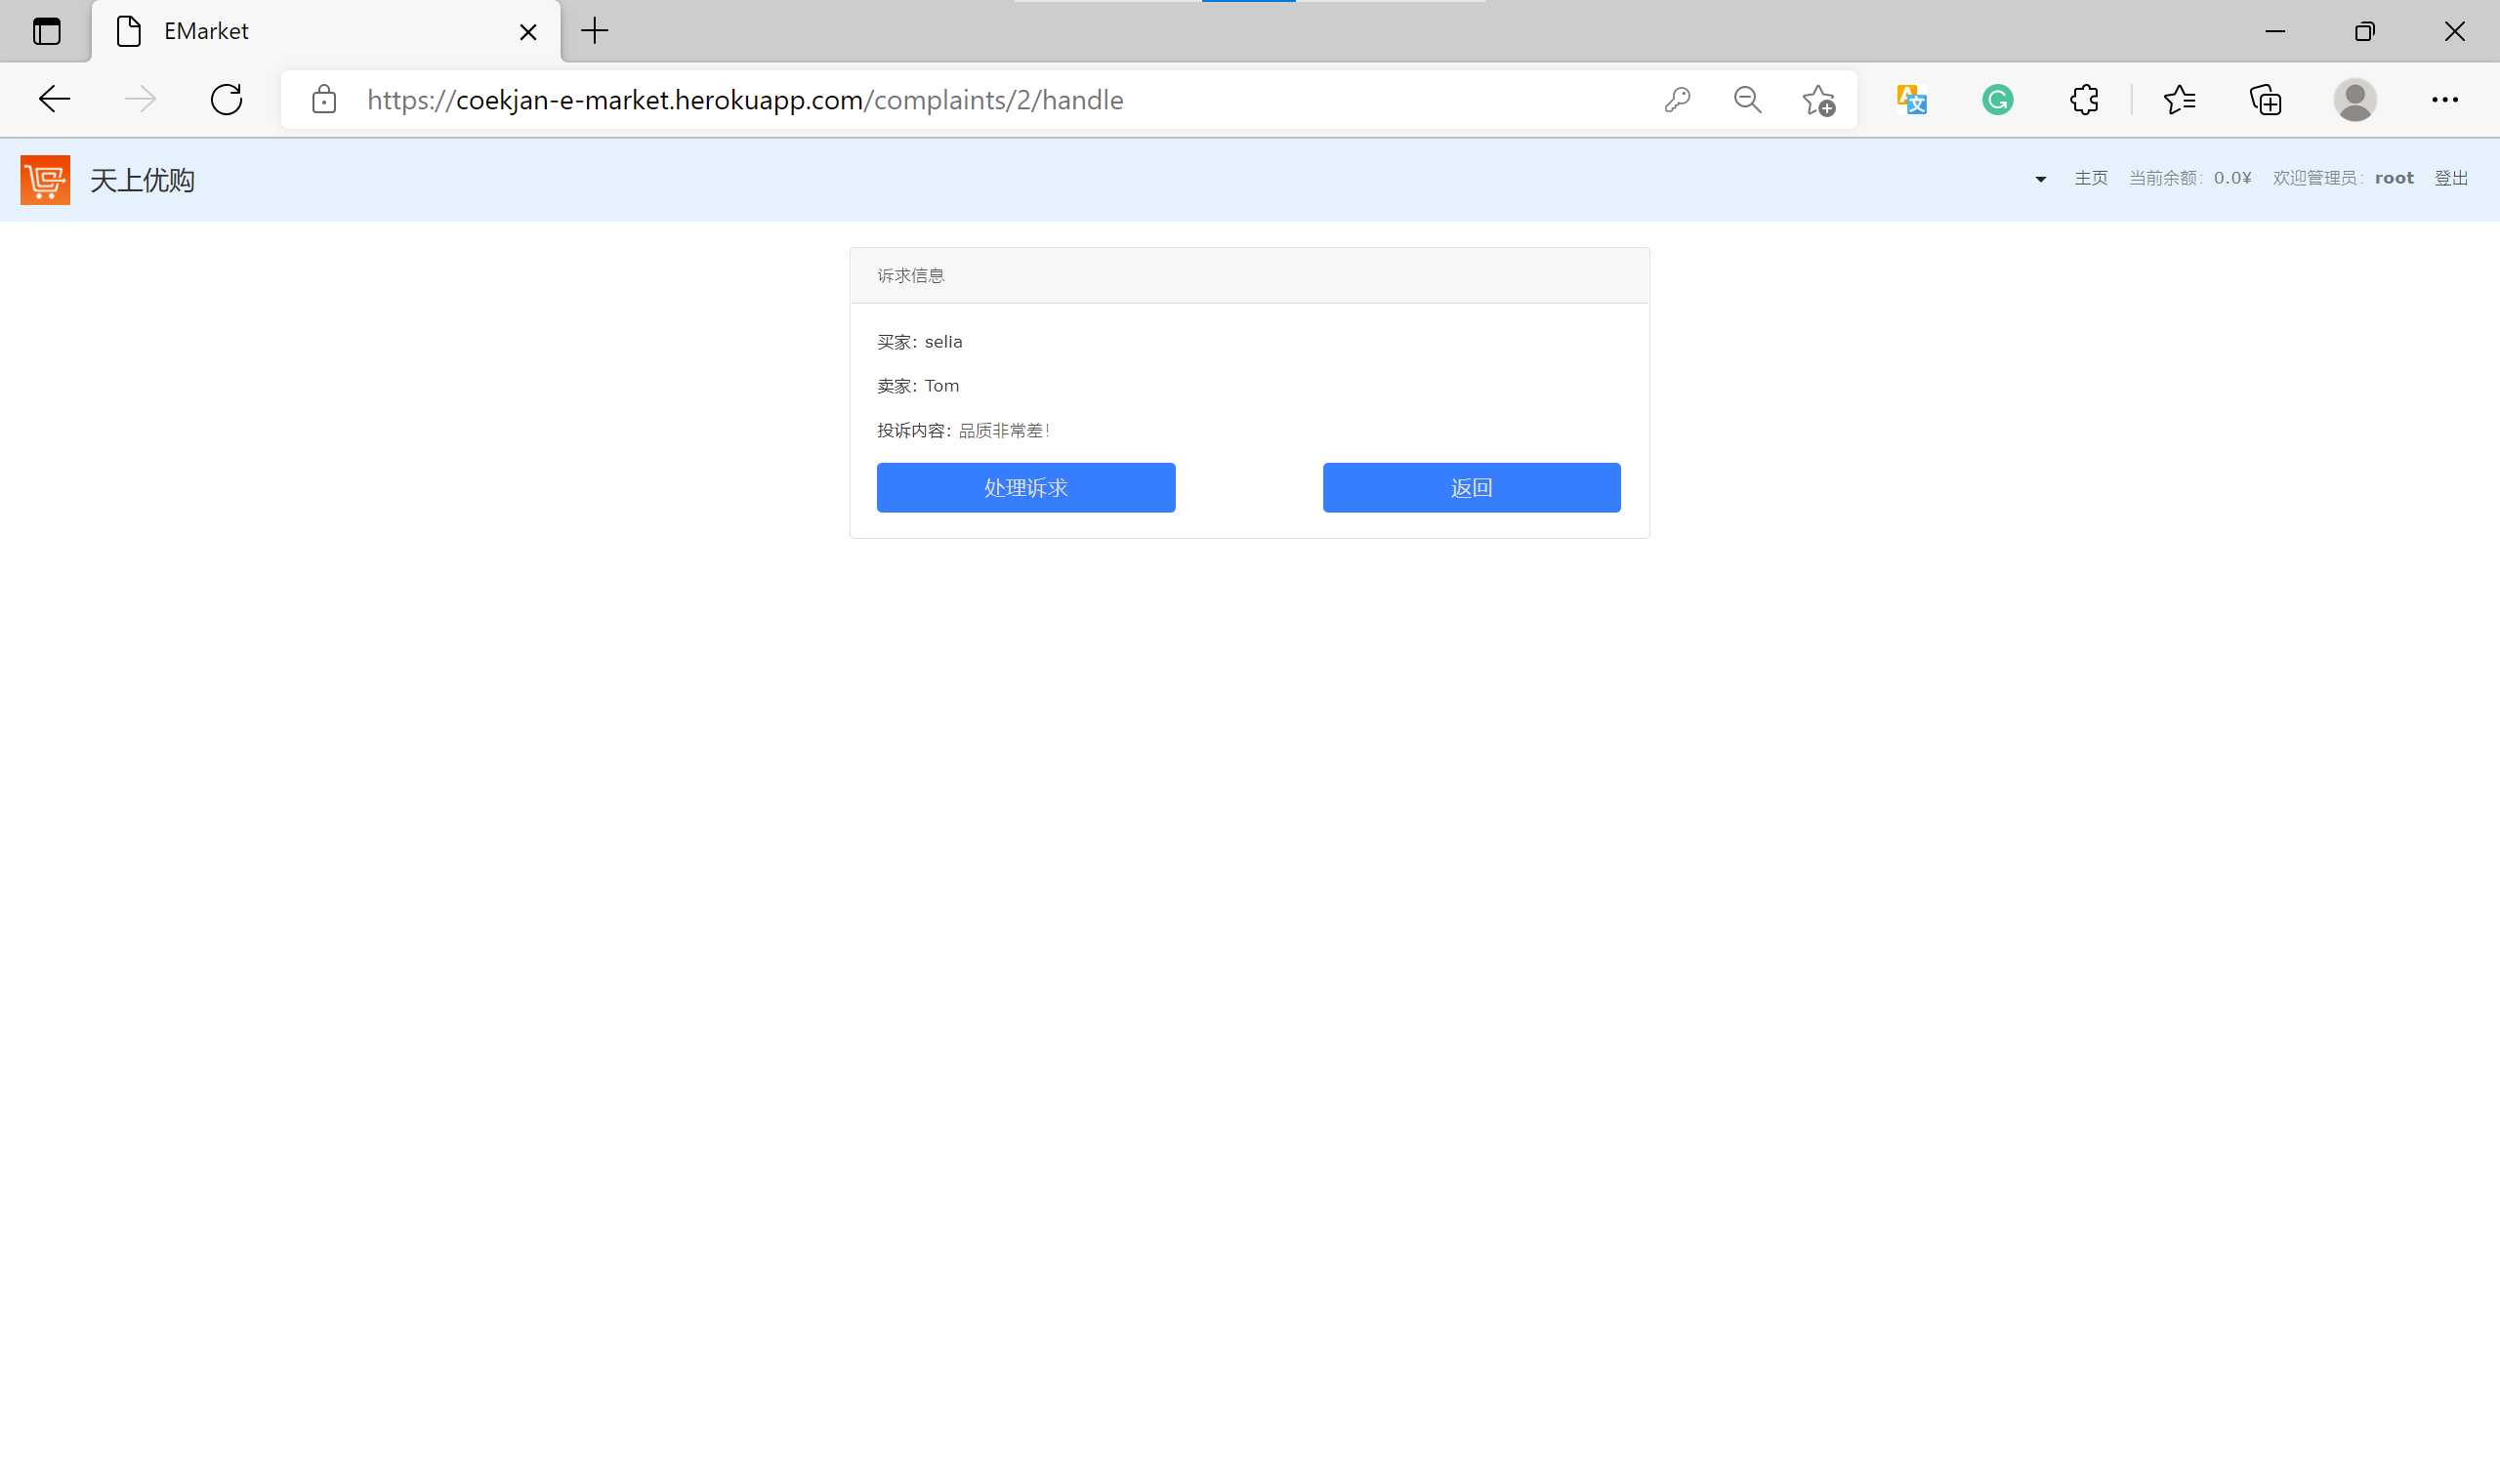 EMarket
https://coekjan-e-market.herokuapp.com/complaints/2/handle
天上优购
主页 当前余额: 0.0¥ 欢迎管理员: root 登出
诉求信息
买家: selia
卖家: Tom
投诉内容: 品质非常差!
处理诉求 返回